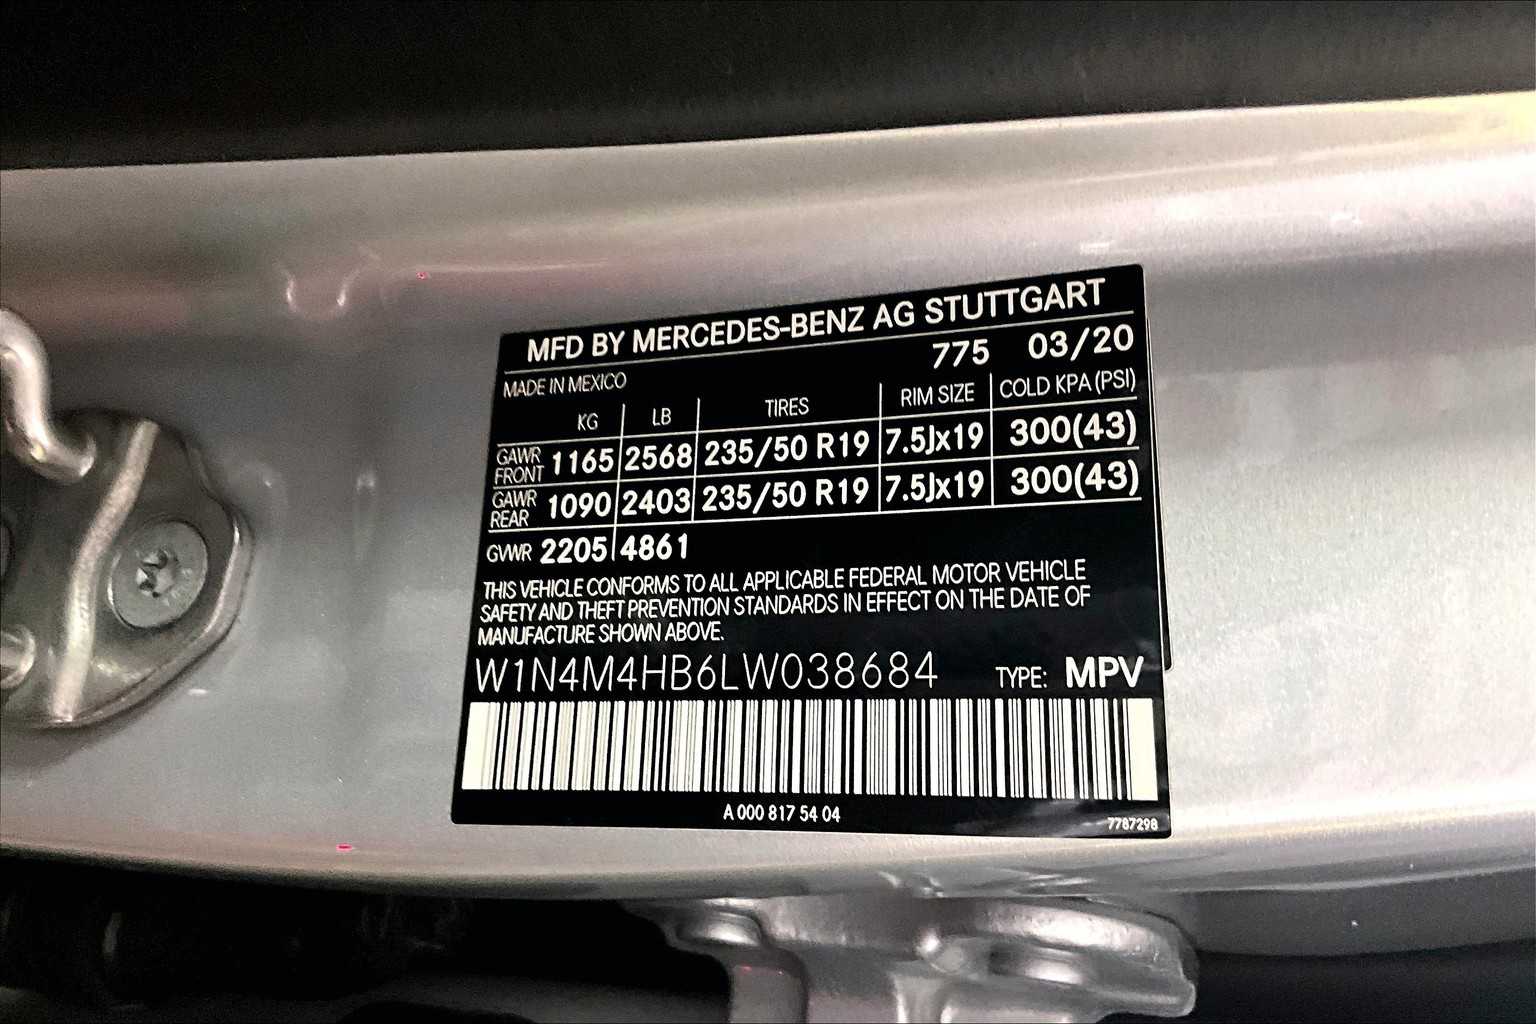 MFD BY MERCEDES-BENZ AG STUTTGART
775 03/20
MADE IN MEXICO
KG LB TIRES RIM SIZE COLD KPA (PSI)
GAWR FRONT 1165 2568 235/50 R19 7.5Jx19 300(43)
GAWR REAR 1090 2403 235/50 R19 7.5Jx19 300(43)
GVWR 2205 4861
THIS VEHICLE CONFORMS TO ALL APPLICABLE FEDERAL MOTOR VEHICLE
SAFETY AND THEFT PREVENTION STANDARDS IN EFFECT ON THE DATE OF
MANUFACTURE SHOWN ABOVE.
W1N4M4HB6LW038684 TYPE: MPV
A 000 817 54 04
7787298